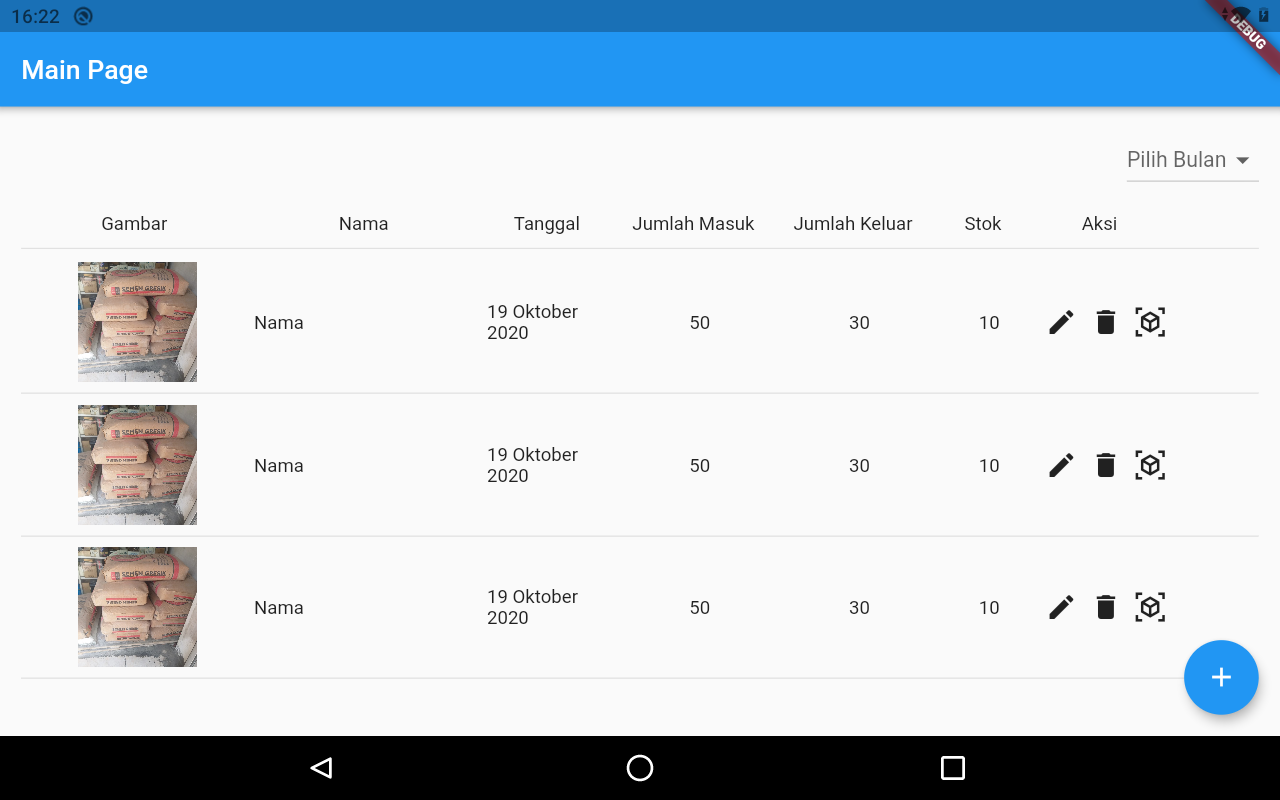 16:22
DEBUG
Main Page
Pilih Bulan
Gambar Nama Tanggal Jumlah Masuk Jumlah Keluar Stok Aksi
SEMEN GRESIK
Nama 19 Oktober 2020 50 30 10
SEMEN GRESIK
Nama 19 Oktober 2020 50 30 10
SEMEN GRESIK
Nama 19 Oktober 2020 50 30 10